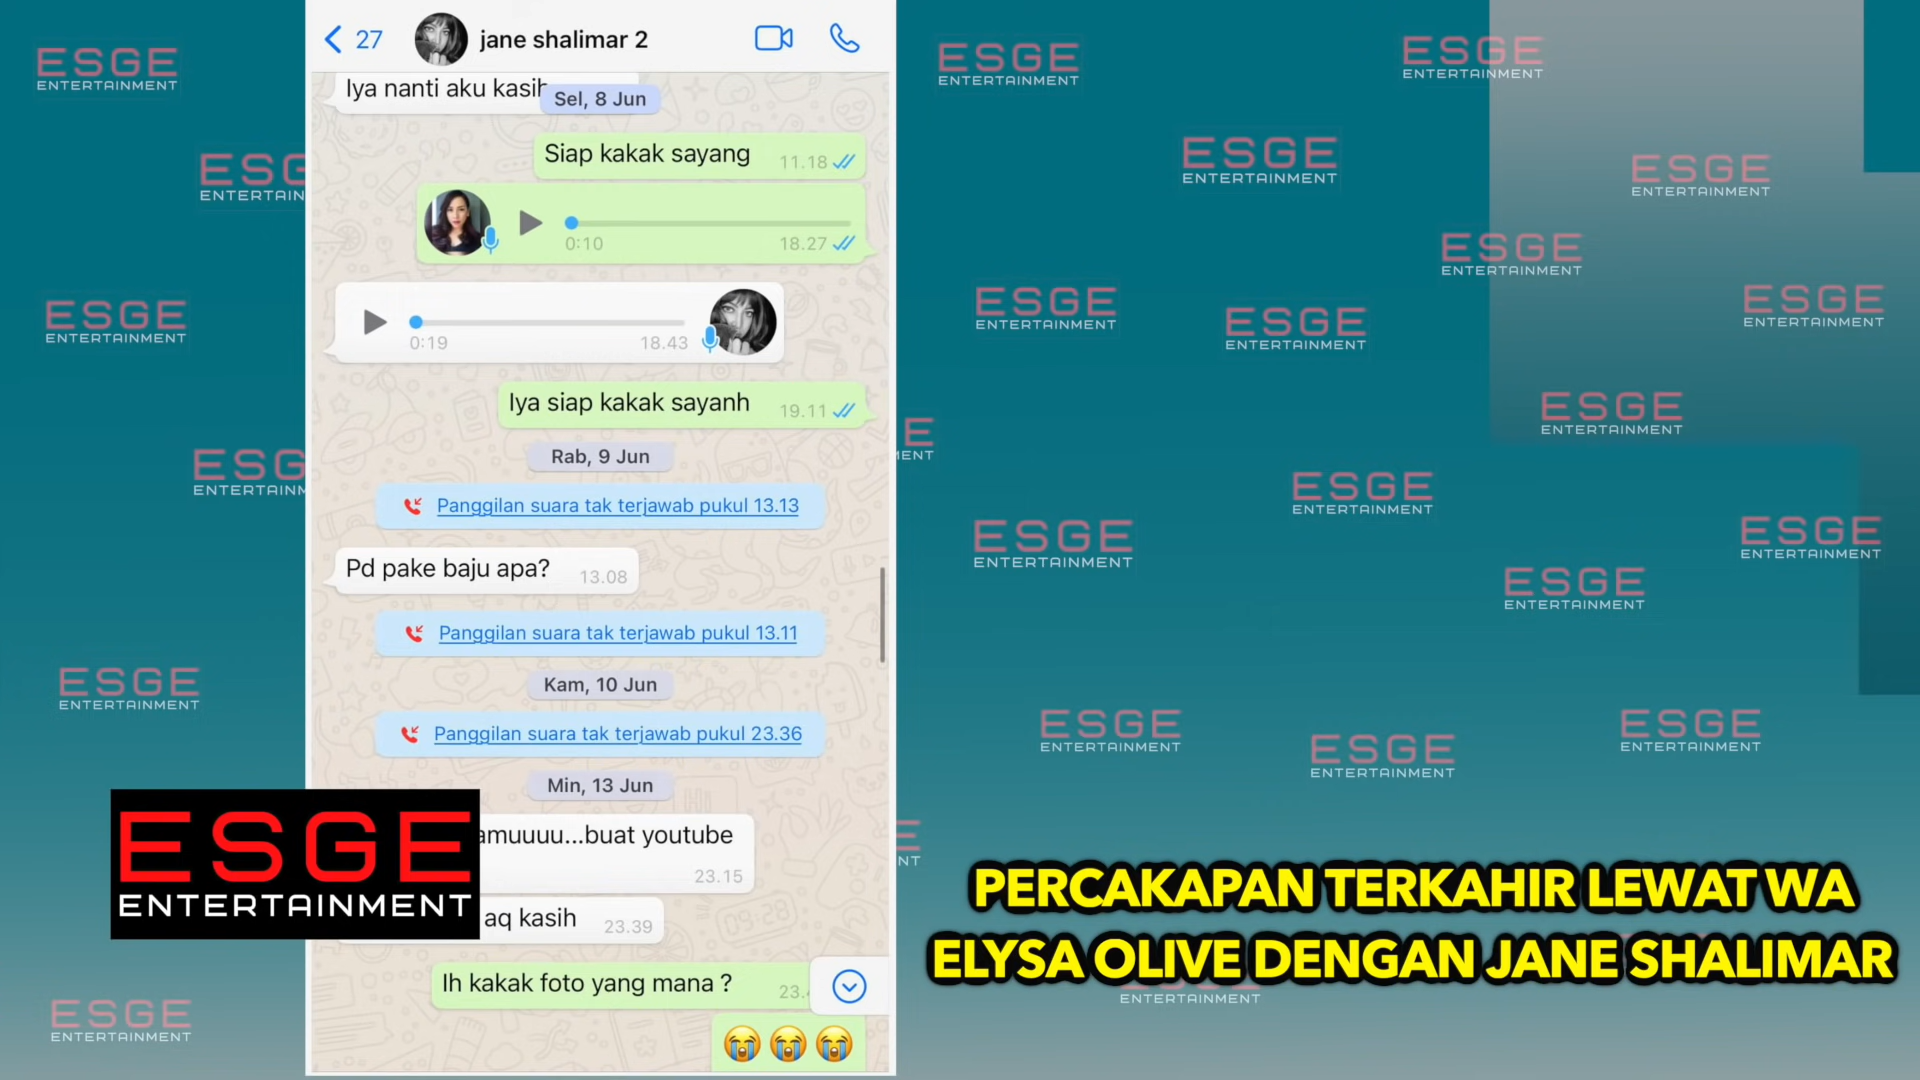 27
jane shalimar 2
Iya nanti aku kasih
Sel, 8 Jun
Siap kakak sayang 11.18
0:10 18.27
0:19 18.43
Iya siap kakak sayanh 19.11
Rab, 9 Jun
Panggilan suara tak terjawab pukul 13.13
Pd pake baju apa? 13.08
Panggilan suara tak terjawab pukul 13.11
Kam, 10 Jun
Panggilan suara tak terjawab pukul 23.36
Min, 13 Jun
amuuuu...buat youtube
23.15
aq kasih 23.39
Ih kakak foto yang mana ?
😭😭😭
ESGE
ENTERTAINMENT
PERCAKAPAN TERKAHIR LEWAT WA
ELYSA OLIVE DENGAN JANE SHALIMAR